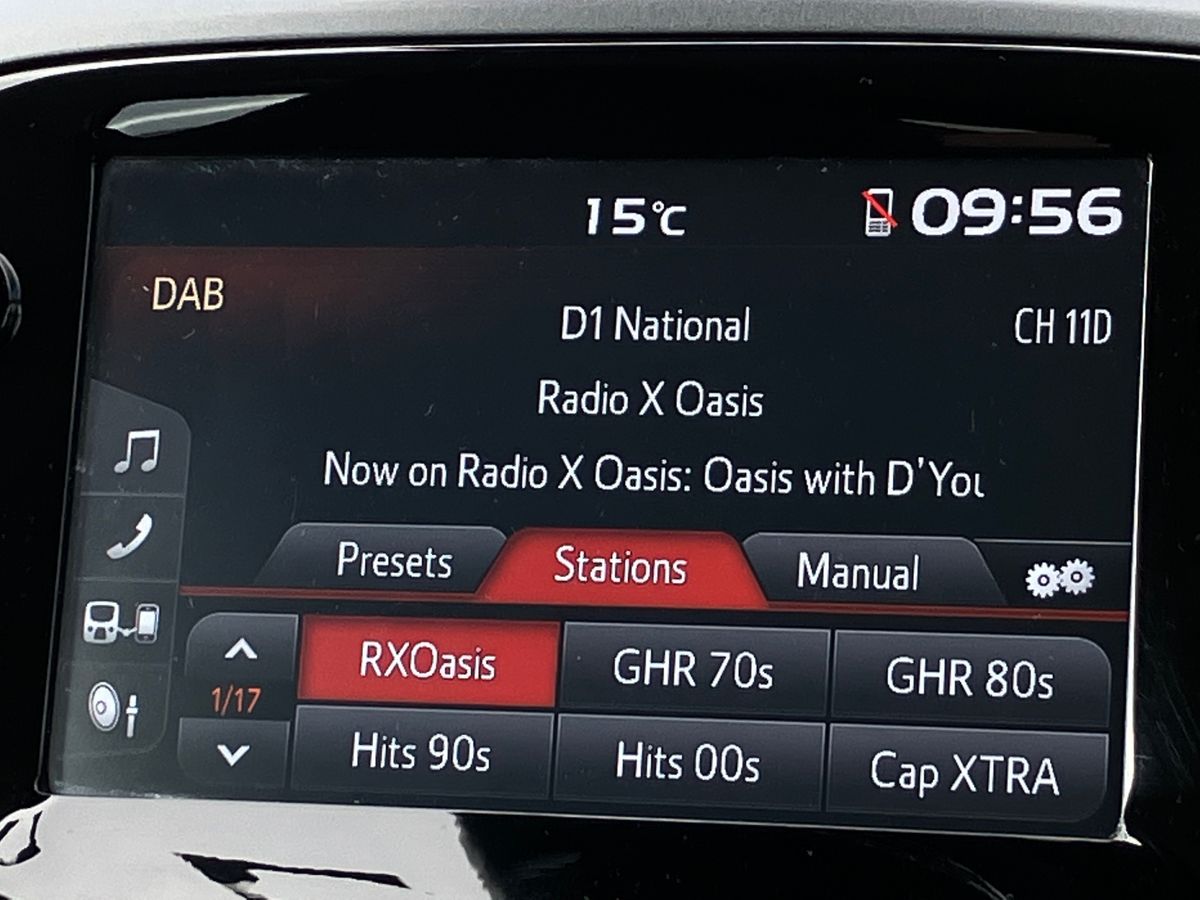 15°C 09:56
DAB
D1 National CH 11D
Radio X Oasis
Now on Radio X Oasis: Oasis with D'You
Presets Stations Manual
RXOasis GHR 70s GHR 80s
1/17
Hits 90s Hits 00s Cap XTRA